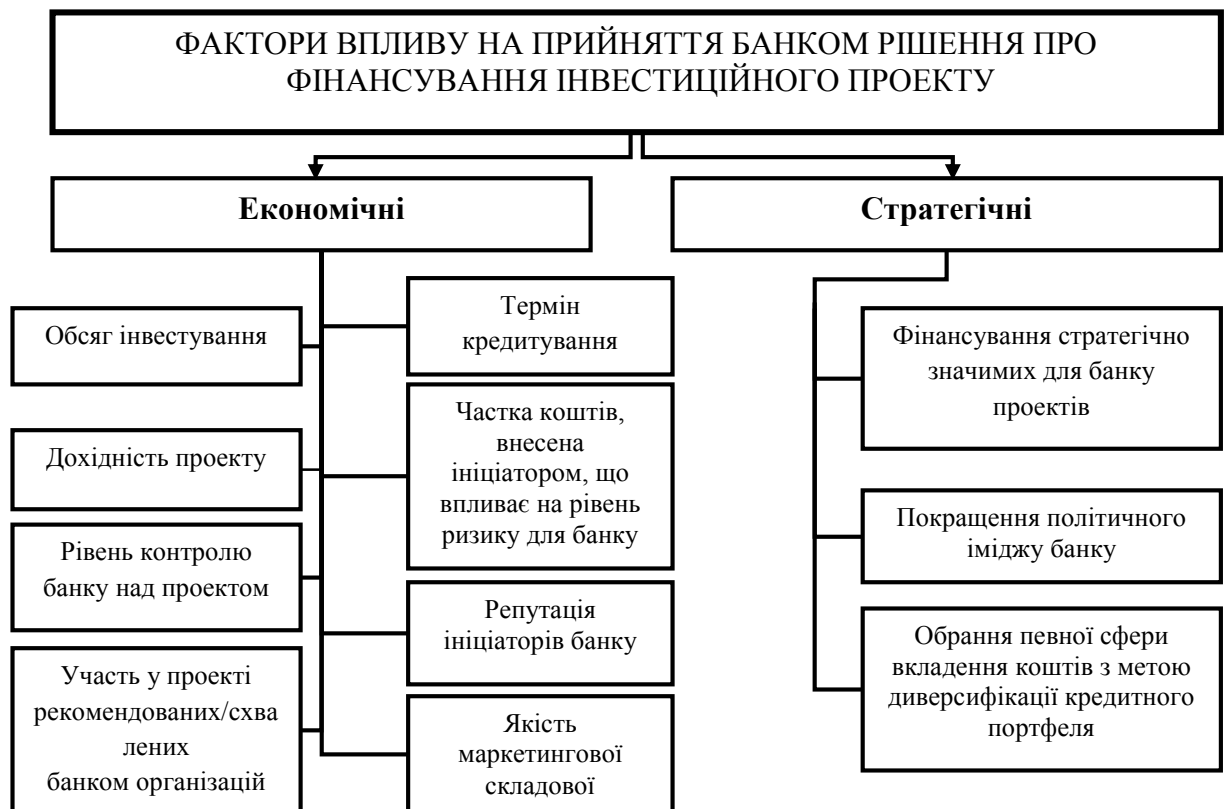 ФАКТОРИ ВПЛИВУ НА ПРИЙНЯТТЯ БАНКОМ РІШЕННЯ ПРО
ФІНАНСУВАННЯ ІНВЕСТИЦІЙНОГО ПРОЕКТУ
Економічні
Обсяг інвестування
Дохідність проекту
Рівень контролю
банку над проектом
Участь у проекті
рекомендованих/схва
лених
банком організацій
Термін
кредитування
Частка коштів,
внесена
ініціатором, що
впливає на рівень
ризику для банку
Репутація
ініціаторів банку
Якість
маркетингової
складової
Стратегічні
Фінансування стратегічно
значимих для банку
проектів
Покращення політичного
іміджу банку
Обрання певної сфери
вкладення коштів з метою
диверсифікації кредитного
портфеля